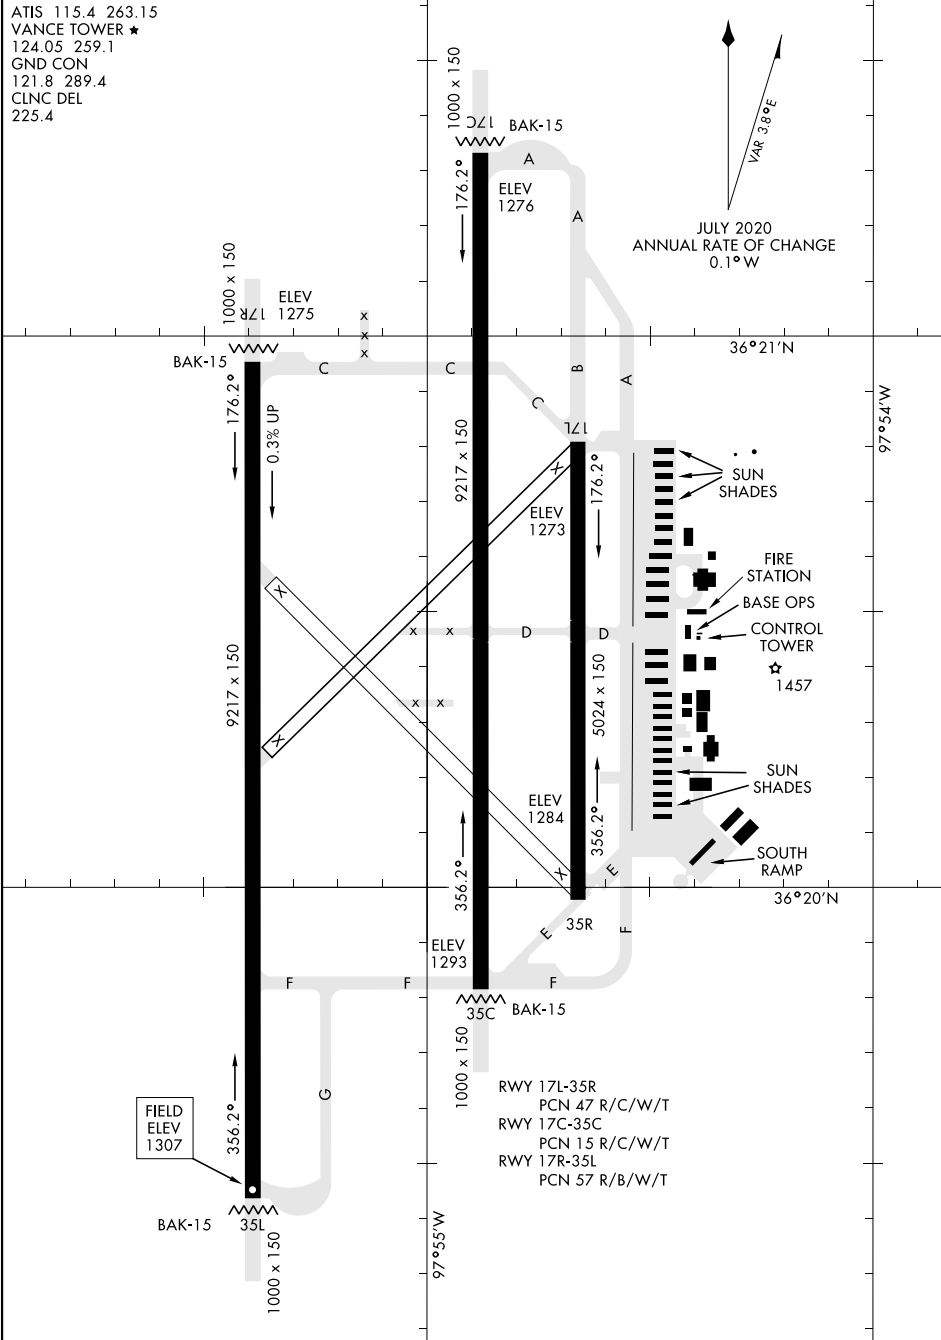 ATIS 115.4 263.15
VANCE TOWER ★
124.05 259.1
GND CON
121.8 289.4
CLNC DEL
225.4
1000 x 150
17C
BAK-15
A
176.2°
ELEV
1276
A
VAR 3.8°E
JULY 2020
ANNUAL RATE OF CHANGE
0.1° W
1000 x 150
17R
ELEV
1275
x
x
x
BAK-15
36°21'N
C
C
B
A
C
176.2°
0.3% UP
97°54'W
17L
9217 x 150
X
176.2°
ELEV
1273
SUN
SHADES
FIRE
STATION
BASE OPS
CONTROL
TOWER
1457
X
x x
D
D
9217 x 150
5024 x 150
x x
X
SUN
SHADES
ELEV
1284
356.2°
356.2°
X
E
SOUTH
RAMP
36°20'N
35R
E
F
ELEV
1293
F
F
F
35C
BAK-15
1000 x 150
G
356.2°
FIELD
ELEV
1307
RWY 17L-35R
PCN 47 R/C/W/T
RWY 17C-35C
PCN 15 R/C/W/T
RWY 17R-35L
PCN 57 R/B/W/T
BAK-15
35L
1000 x 150
97°55'W